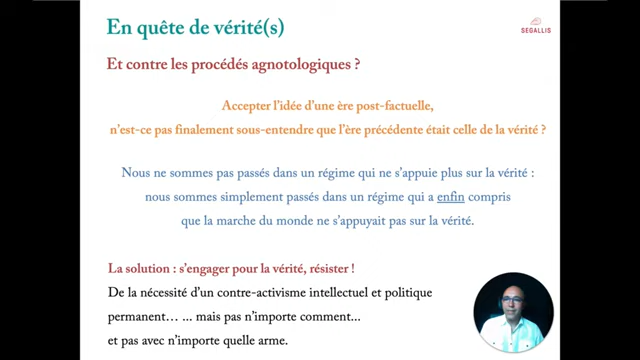 En quête de vérité(s)
SEGALLIS
Et contre les procédés agnotologiques ?
Accepter l'idée d'une ère post-factuelle,
n'est-ce pas finalement sous-entendre que l'ère précédente était celle de la vérité ?
Nous ne sommes pas passés dans un régime qui ne s'appuie plus sur la vérité :
nous sommes simplement passés dans un régime qui a enfin compris
que la marche du monde ne s'appuyait pas sur la vérité.
La solution : s'engager pour la vérité, résister !
De la nécessité d'un contre-activisme intellectuel et politique
permanent… ... mais pas n'importe comment...
et pas avec n'importe quelle arme.